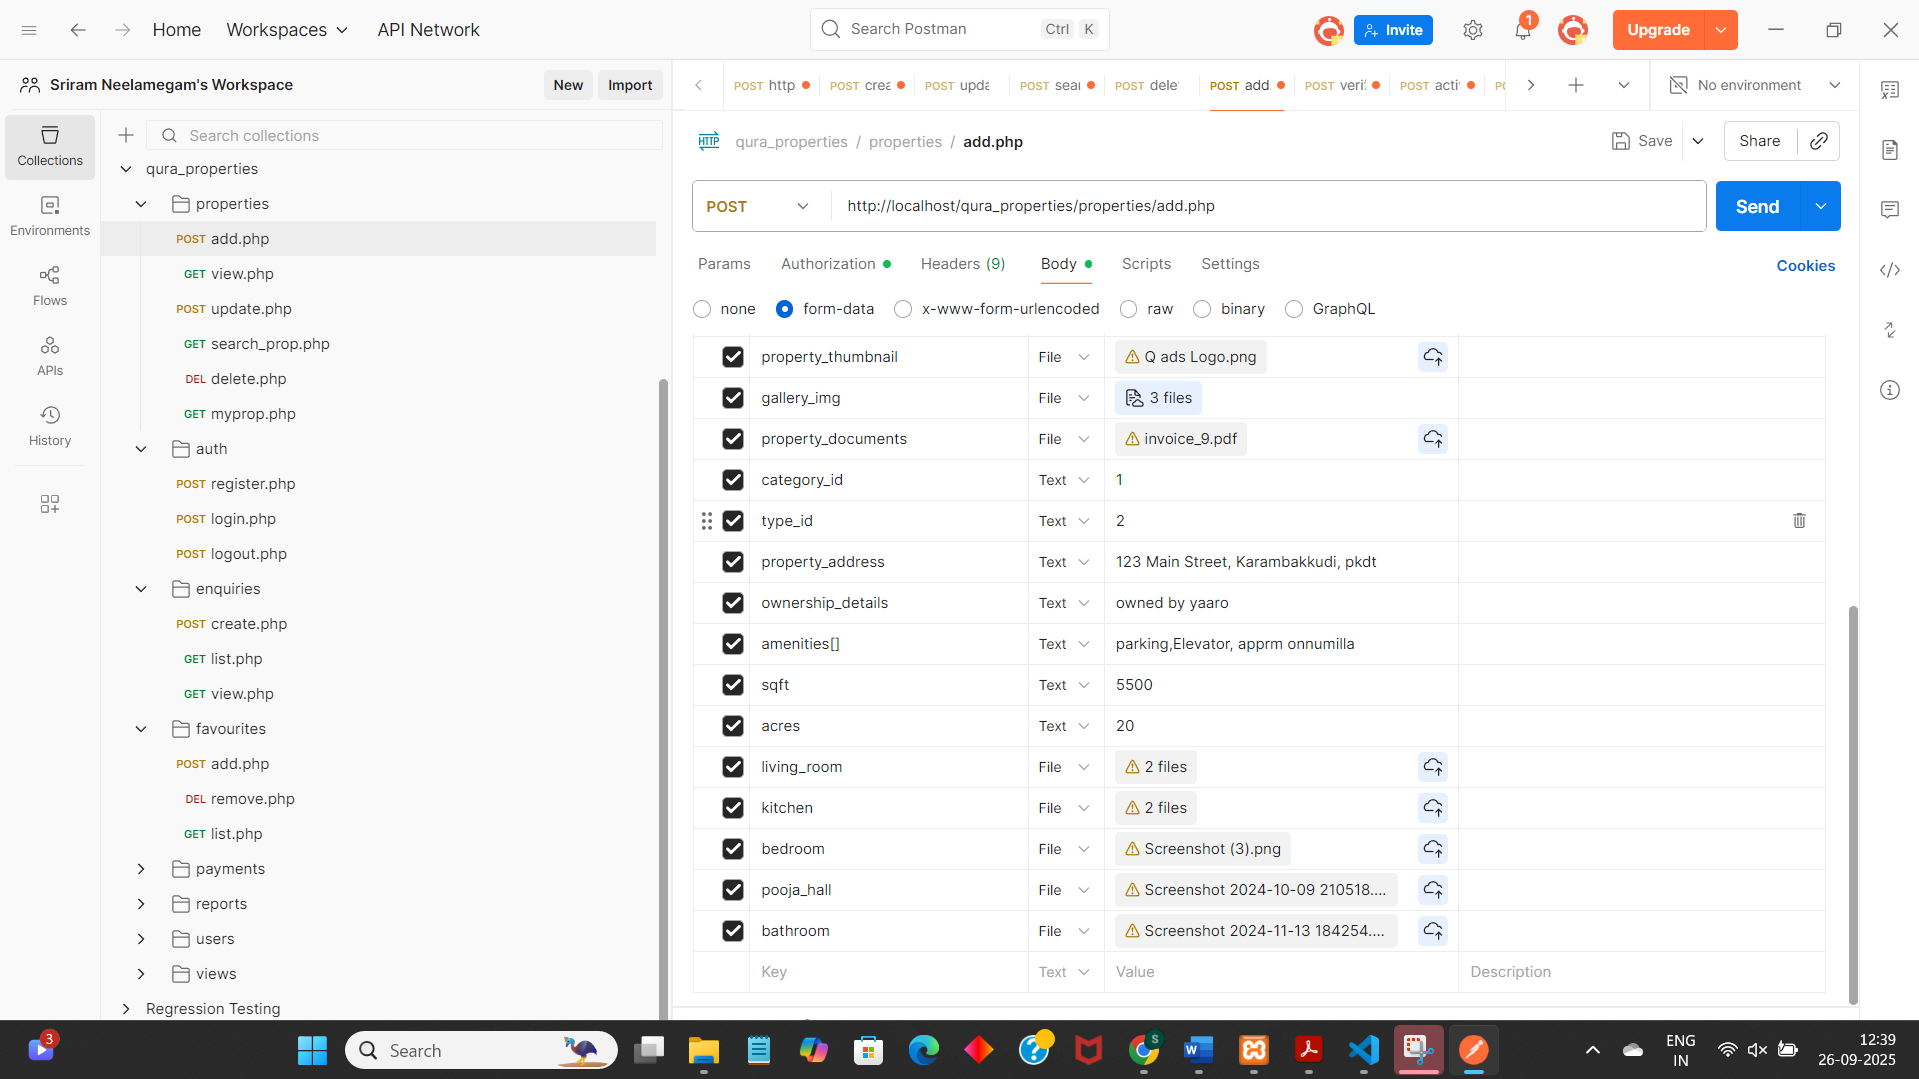 Home
Workspaces
API Network
Search Postman
Ctrl
K
Invite
1
Upgrade
Sriram Neelamegam's Workspace
New
Import
POST http
POST crea
POST upda
POST sear
POST dele
POST add.
POST veri
POST acti
No environment
Collections
Environments
Flows
APIs
History
Search collections
qura_properties
properties
POST add.php
GET view.php
POST update.php
GET search_prop.php
DEL delete.php
GET myprop.php
auth
POST register.php
POST login.php
POST logout.php
enquiries
POST create.php
GET list.php
GET view.php
favourites
POST add.php
DEL remove.php
GET list.php
payments
reports
users
views
Regression Testing
HTTP qura_properties / properties / add.php
Save
Share
POST
http://localhost/qura_properties/properties/add.php
Send
Params
Authorization
Headers (9)
Body
Scripts
Settings
Cookies
none
form-data
x-www-form-urlencoded
raw
binary
GraphQL
property_thumbnail File Q ads Logo.png
gallery_img File 3 files
property_documents File invoice_9.pdf
category_id Text 1
type_id Text 2
property_address Text 123 Main Street, Karambakkudi, pkdt
ownership_details Text owned by yaaro
amenities[] Text parking,Elevator, apprm onnumilla
sqft Text 5500
acres Text 20
living_room File 2 files
kitchen File 2 files
bedroom File Screenshot (3).png
pooja_hall File Screenshot 2024-10-09 210518....
bathroom File Screenshot 2024-11-13 184254....
Key Text Value Description
3
Search
S
ENG
IN
12:39
26-09-2025